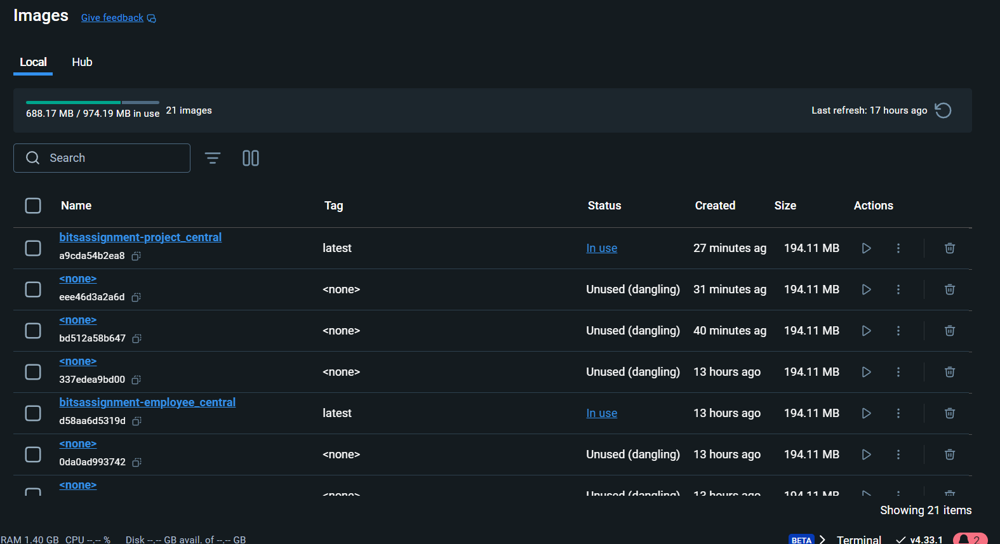 Images Give feedback
Local Hub
688.17 MB / 974.19 MB in use 21 images Last refresh: 17 hours ago
Search
Name Tag Status Created Size Actions
bitsassignment-project_central
a9cda54b2ea8 latest In use 27 minutes ag 194.11 MB
<none>
eee46d3a2a6d <none> Unused (dangling) 31 minutes ag 194.11 MB
<none>
bd512a58b647 <none> Unused (dangling) 40 minutes ag 194.11 MB
<none>
337edea9bd00 <none> Unused (dangling) 13 hours ago 194.11 MB
bitsassignment-employee_central
d58aa6d5319d latest In use 13 hours ago 194.11 MB
<none>
0da0ad993742 <none> Unused (dangling) 13 hours ago 194.11 MB
<none>
<none> Unused (dangling) 13 hours ago 194.11 MB
Showing 21 items
RAM 1.40 GB CPU --.-- % Disk --.-- GB avail. of --.-- GB BETA Terminal v4.33.1 2